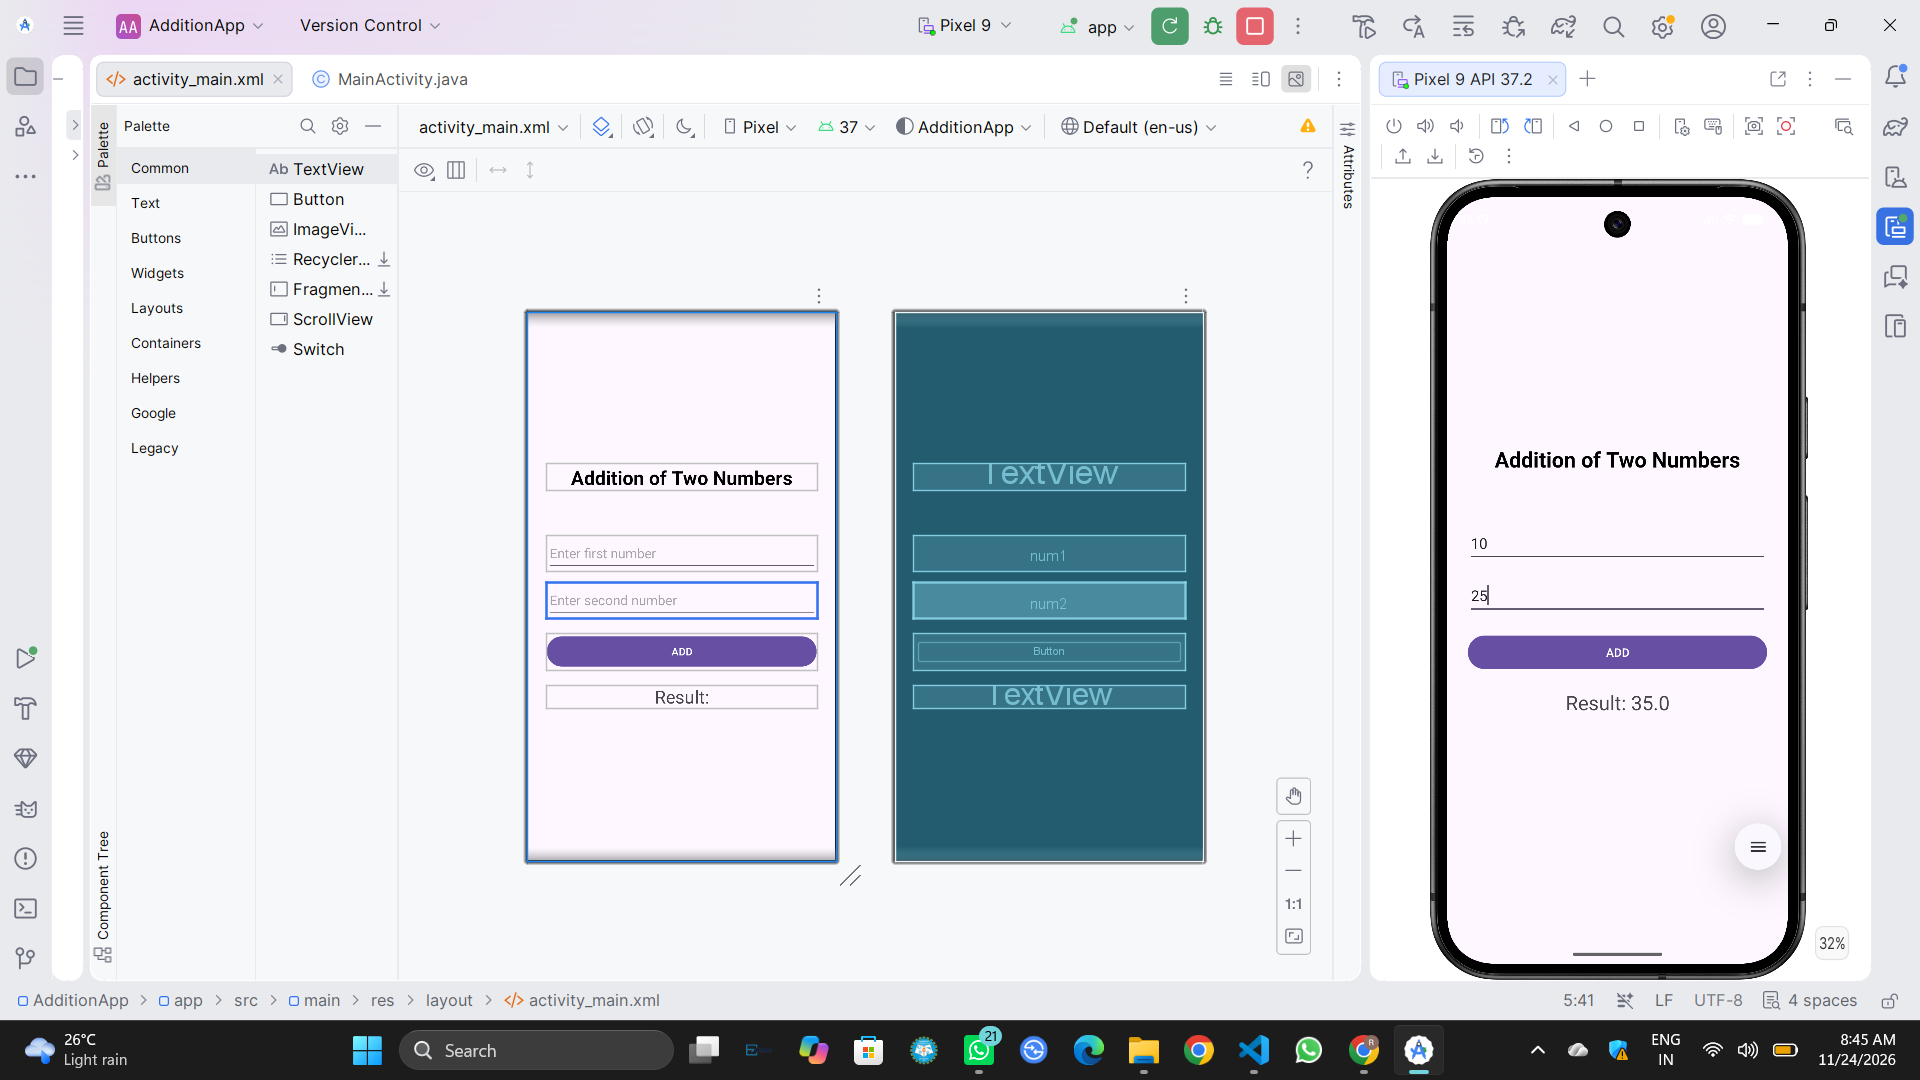 AA AdditionApp Version Control Pixel 9 app
activity_main.xml MainActivity.java Pixel 9 API 37.2
Palette
Palette
Common
Text
Buttons
Widgets
Layouts
Containers
Helpers
Google
Legacy
Ab TextView
Button
ImageVi...
Recycler...
Fragmen...
ScrollView
Switch
Component Tree
activity_main.xml Pixel 37 AdditionApp Default (en-us)
?
Attributes
Addition of Two Numbers
Enter first number
Enter second number
ADD
Result:
TextView
num1
num2
Button
TextView
1:1
Addition of Two Numbers
10
25
ADD
Result: 35.0
32%
AdditionApp > app > src > main > res > layout > activity_main.xml
5:41 LF UTF-8 4 spaces
26°C
Light rain
Search
21
R
ENG
IN
8:45 AM
11/24/2026